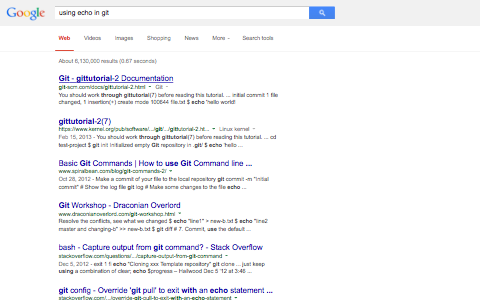 Google
using echo in git
Web Videos Images Shopping News More Search tools
About 6,130,000 results (0.67 seconds)
Git - gittutorial-2 Documentation
git-scm.com/docs/gittutorial-2.html Git
You should work through gittutorial(7) before reading this tutorial. ... initial commit 1 file
changed, 1 insertion(+) create mode 100644 file.txt $ echo "hello world!
gittutorial-2(7)
https://www.kernel.org/pub/software/.../git/.../gittutorial-2.ht... Linux kernel
Feb 15, 2013 - You should work through gittutorial(7) before reading this tutorial. ... cd
test-project $ git init Initialized empty Git repository in .git/ $ echo 'hello ...
Basic Git Commands | How to use Git Command line ...
www.spiralbean.com/blog/git-commands-2/
Oct 28, 2012 - Make a commit of your file to the local repository git commit -m "Initial
commit" # Show the log file git log # Make some changes to the file echo ...
Git Workshop - Draconian Overlord
www.draconianoverlord.com/git-workshop.html
Resolve the conflicts, see what we changed $ echo "line1" > new-b.txt $ echo "line2
master and changing-b" >> new-b.txt $ git diff # 7. Commit, use the default ...
bash - Capture output from git command? - Stack Overflow
stackoverflow.com/questions/.../capture-output-from-git-command
Dec 5, 2012 - exit 1 fi echo "Cloning xxx Template repository" git clone ... just keep
using a combination of clear; echo $progress – Hallwood Dec 5 '12 at 3:46 ...
git config - Override 'git pull' to exit with an echo statement ...
stackoverflow.com/.../override-git-pull-to-exit-with-an-echo-statement